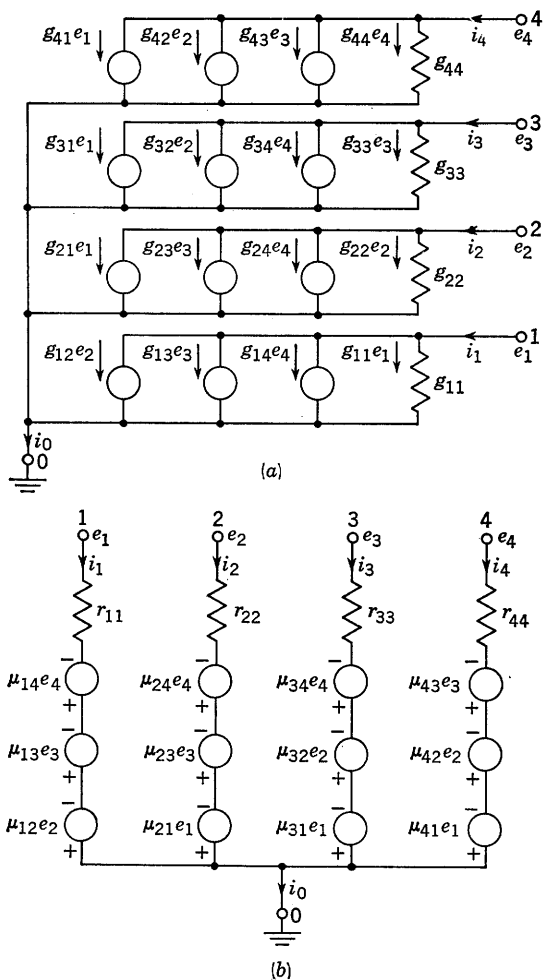 g₄₁e₁ g₄₂e₂ g₄₃e₃ g₄₄e₄ i₄ 4
e₄
g₄₄
g₃₁e₁ g₃₂e₂ g₃₄e₄ g₃₃e₃ i₃ 3
e₃
g₃₃
g₂₁e₁ g₂₃e₃ g₂₄e₄ g₂₂e₂ i₂ 2
e₂
g₂₂
g₁₂e₂ g₁₃e₃ g₁₄e₄ g₁₁e₁ i₁ 1
e₁
g₁₁
i₀
0
(a)
1 2 3 4
e₁ e₂ e₃ e₄
i₁ i₂ i₃ i₄
r₁₁ r₂₂ r₃₃ r₄₄
− − − −
μ₁₄e₄ μ₂₄e₄ μ₃₄e₄ μ₄₃e₃
+ + + +
− − − −
μ₁₃e₃ μ₂₃e₃ μ₃₂e₂ μ₄₂e₂
+ + + +
− − − −
μ₁₂e₂ μ₂₁e₁ μ₃₁e₁ μ₄₁e₁
+ + + +
i₀
0
(b)